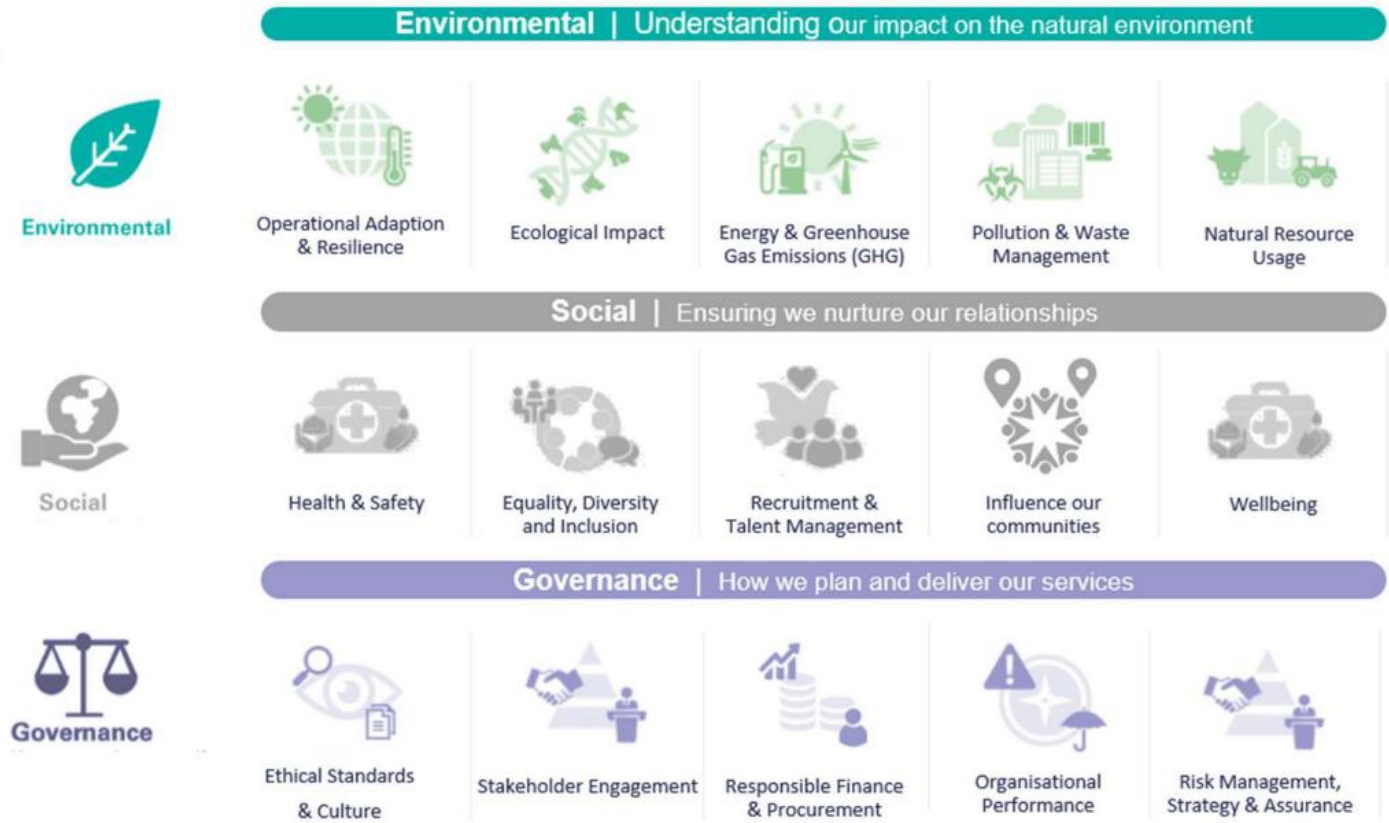 Environmental | Understanding our impact on the natural environment
Environmental
Operational Adaption
& Resilience
Ecological Impact
Energy & Greenhouse
Gas Emissions (GHG)
Pollution & Waste
Management
Natural Resource
Usage
Social | Ensuring we nurture our relationships
Social
Health & Safety
Equality, Diversity
and Inclusion
Recruitment &
Talent Management
Influence our
communities
Wellbeing
Governance | How we plan and deliver our services
Governance
Ethical Standards
& Culture
Stakeholder Engagement
Responsible Finance
& Procurement
Organisational
Performance
Risk Management,
Strategy & Assurance